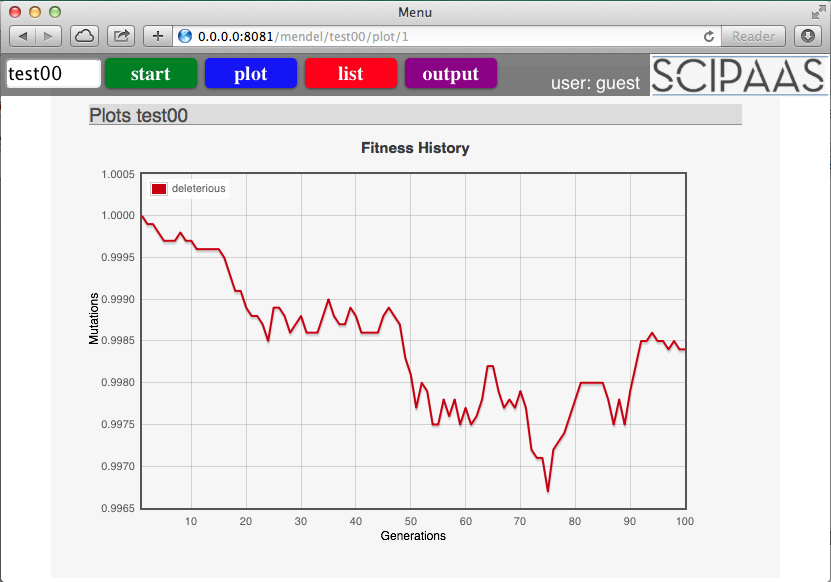 Menu
0.0.0.0:8081/mendel/test00/plot/1
Reader
test00
start
plot
list
output
user: guest
SCIPAAS
Plots test00
Fitness History
deleterious
1.0005
1.0000
0.9995
0.9990
0.9985
0.9980
0.9975
0.9970
0.9965
Mutations
10 20 30 40 50 60 70 80 90 100
Generations